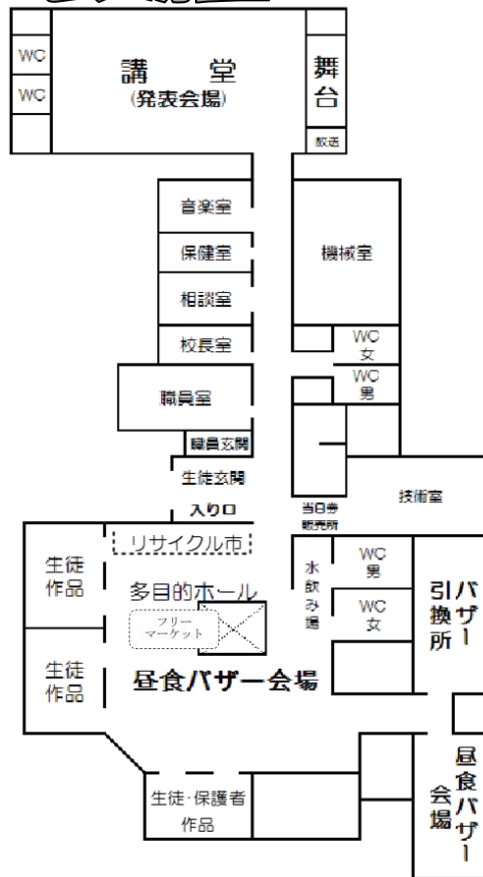 WC
WC
講堂
(発表会場)
舞台
放送
音楽室
保健室
相談室
校長室
職員室
職員玄関
生徒玄関
入り口
機械室
WC
女
WC
男
当日券
販売所
技術室
リサイクル市
生徒
作品
多目的ホール
フリー
マーケット
水飲み場
WC
男
WC
女
バザー
引換所
生徒
作品
昼食バザー会場
生徒・保護者
作品
昼食バザー
会場